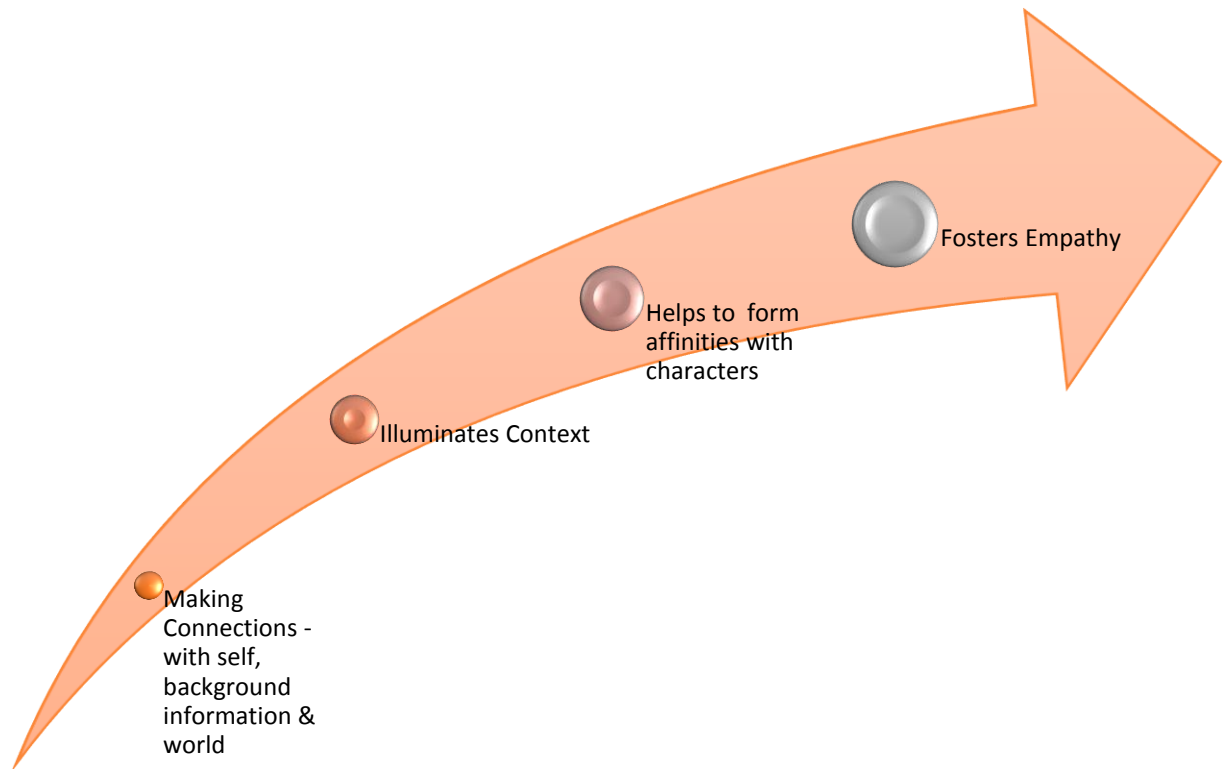 Making
Connections -
with self,
background
information &
world
Illuminates Context
Helps to  form
affinities with
characters
Fosters Empathy